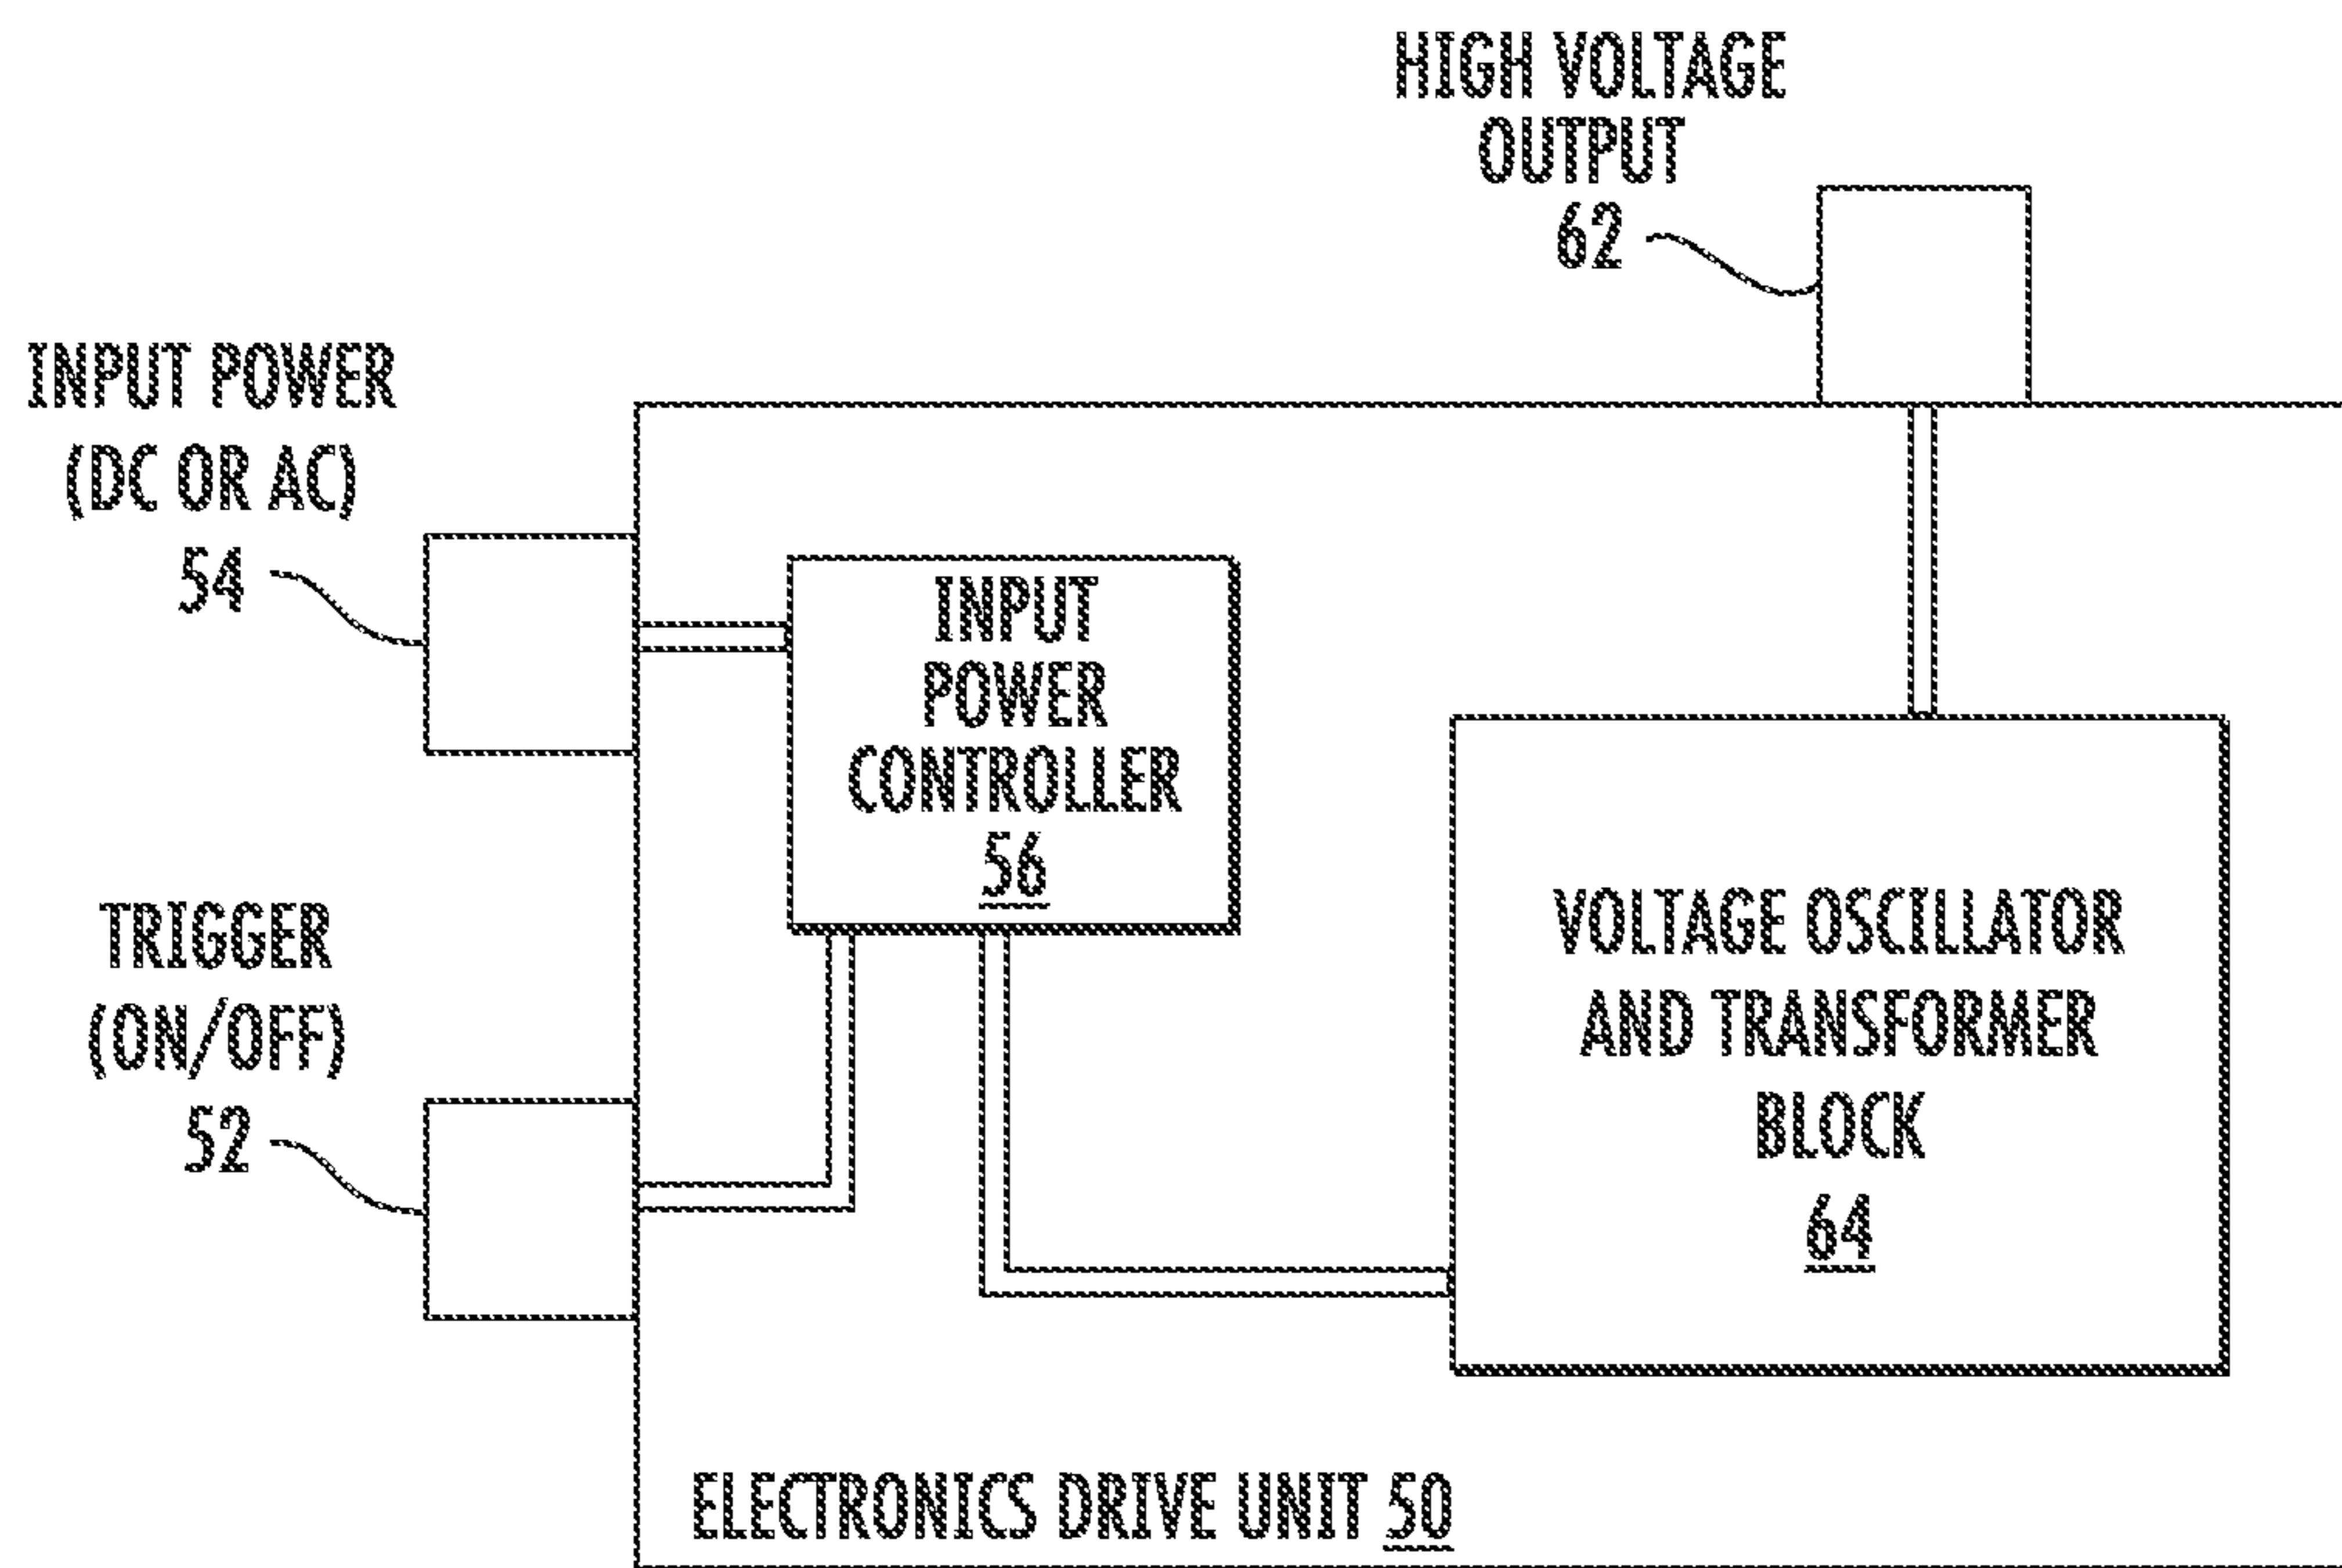 HIGH VOLTAGE
OUTPUT
62
INPUT POWER
(DC OR AC)
54
INPUT
POWER
CONTROLLER
56
TRIGGER
(ON/OFF)
52
VOLTAGE OSCILLATOR
AND TRANSFORMER
BLOCK
64
ELECTRONICS DRIVE UNIT 50